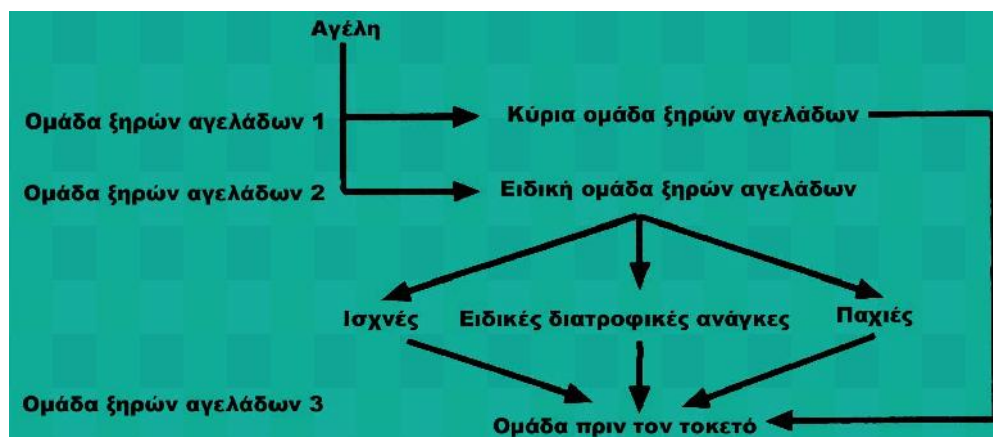 Αγέλη
Ομάδα ξηρών αγελάδων 1
Κύρια ομάδα ξηρών αγελάδων
Ομάδα ξηρών αγελάδων 2
Ειδική ομάδα ξηρών αγελάδων
Ισχνές
Ειδικές διατροφικές ανάγκες
Παχιές
Ομάδα ξηρών αγελάδων 3
Ομάδα πριν τον τοκετό